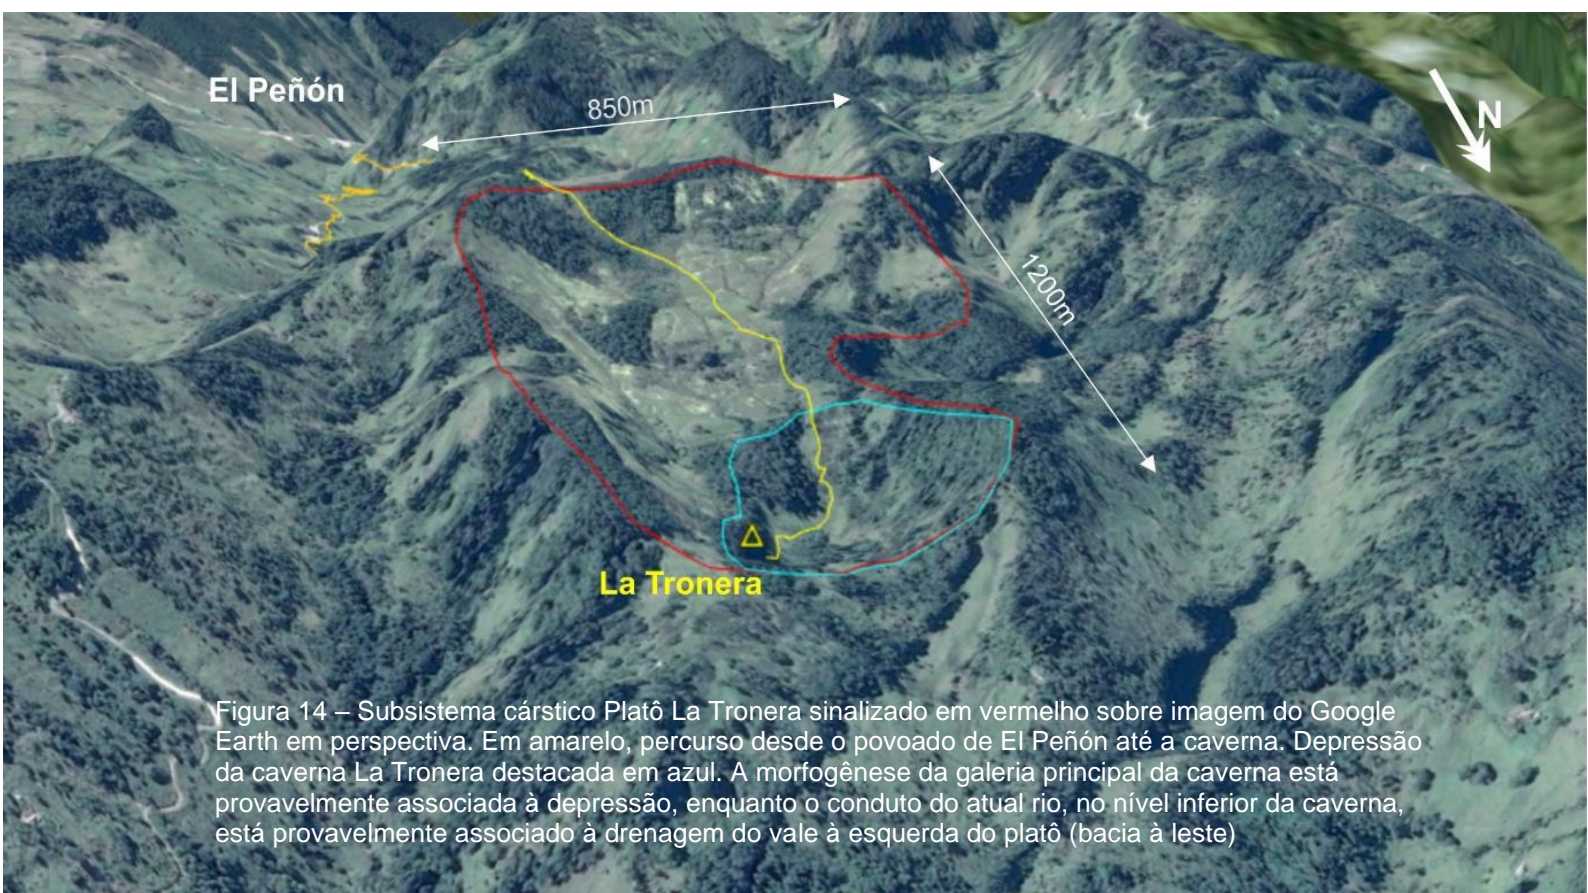 El Peñón
850m
N
1200m
La Tronera
Figura 14 – Subsistema cárstico Platô La Tronera sinalizado em vermelho sobre imagem do Google
Earth em perspectiva. Em amarelo, percurso desde o povoado de El Peñón até a caverna. Depressão
da caverna La Tronera destacada em azul. A morfogênese da galeria principal da caverna está
provavelmente associada à depressão, enquanto o conduto do atual rio, no nível inferior da caverna,
está provavelmente associado à drenagem do vale à esquerda do platô (bacia à leste)